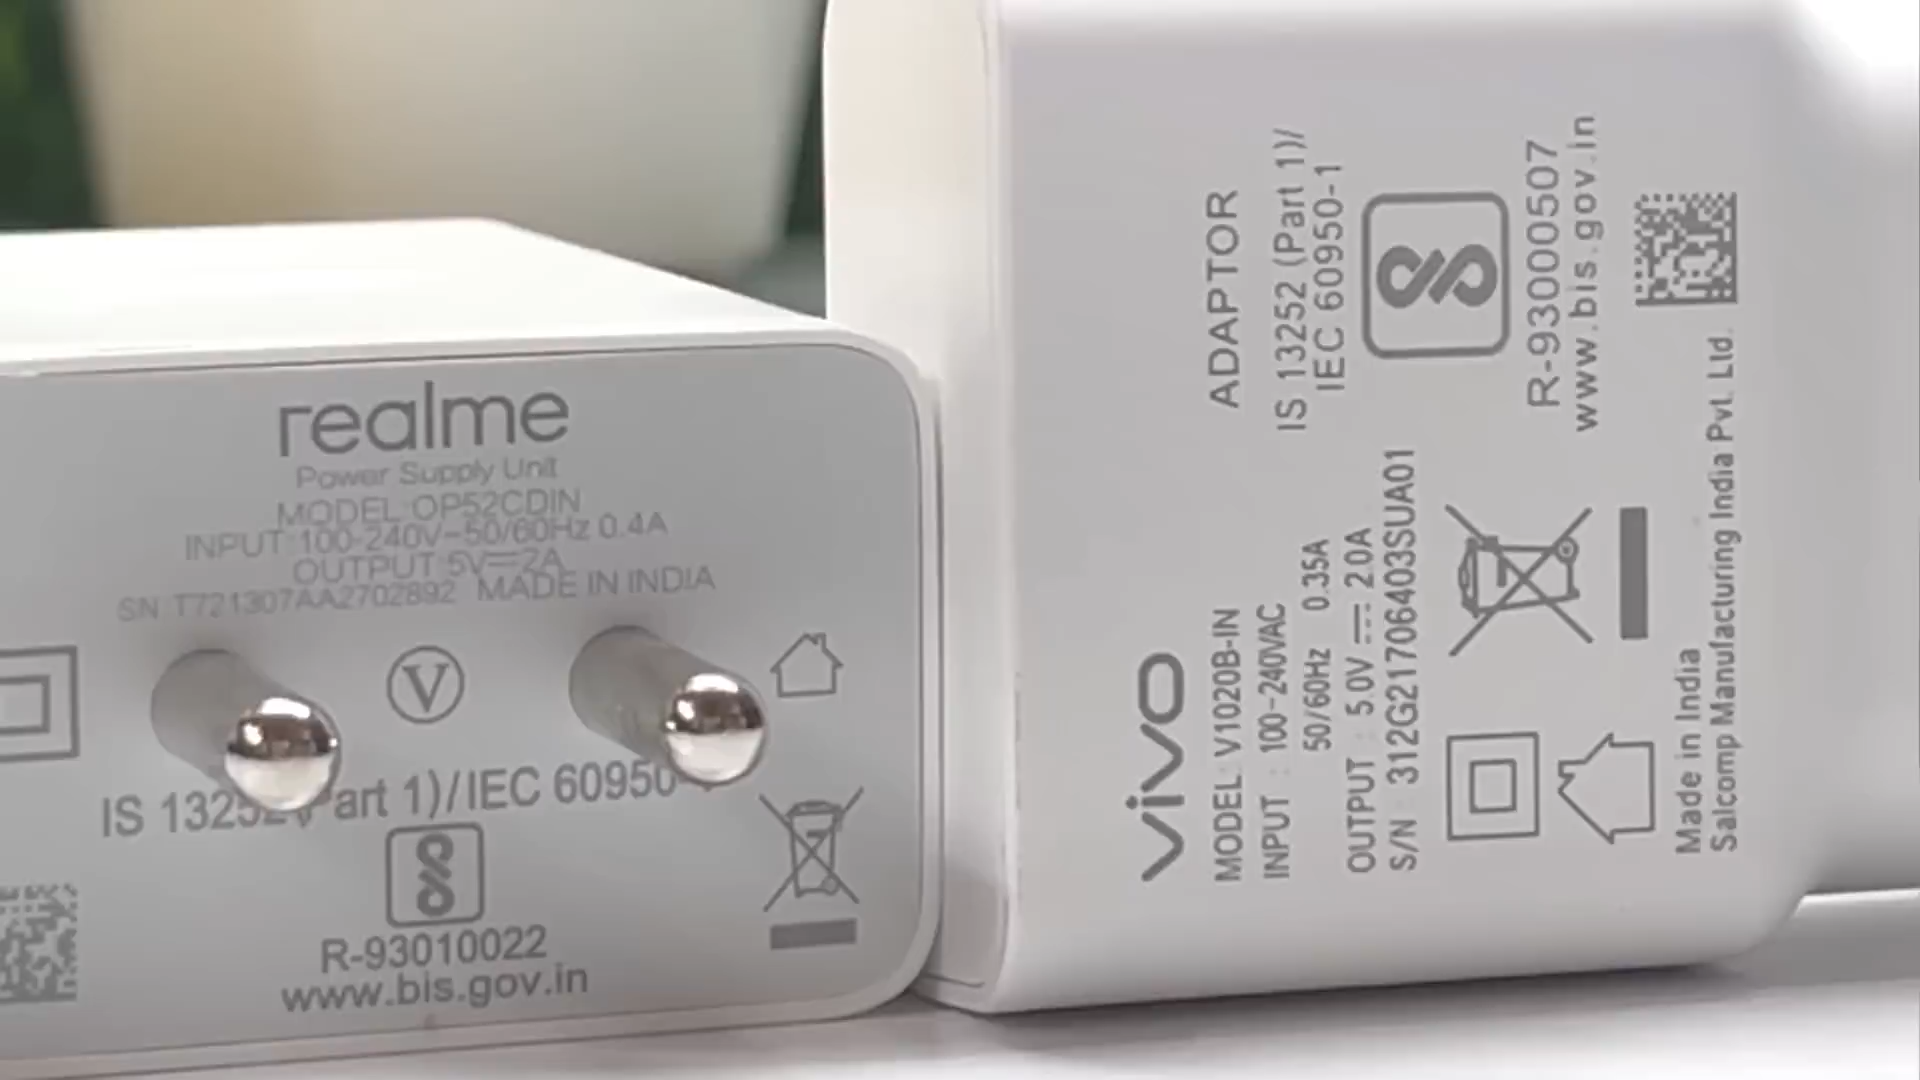 realme
Power Supply Unit
MODEL:OP52CDIN
INPUT:100-240V~50/60Hz 0.4A
OUTPUT:5V⎓2A
SN:T721307AA2702892 MADE IN INDIA
V
IS 13252 art 1)/IEC 60950
R-93010022
www.bis.gov.in
vivo
MODEL : V1020B-IN
INPUT : 100-240VAC
50/60Hz 0.35A
OUTPUT : 5.0V⎓2.0A
S/N : 312G21706403SUA01
ADAPTOR
IS 13252 (Part 1)/
IEC 60950-1
R-93000507
www.bis.gov.in
Made in India
Salcomp Manufacturing India Pvt. Ltd.